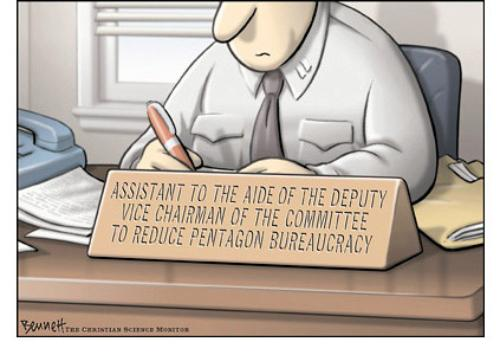 ASSISTANT TO THE AIDE OF THE DEPUTY
VICE CHAIRMAN OF THE COMMITTEE
TO REDUCE PENTAGON BUREAUCRACY
Bennett THE CHRISTIAN SCIENCE MONITOR